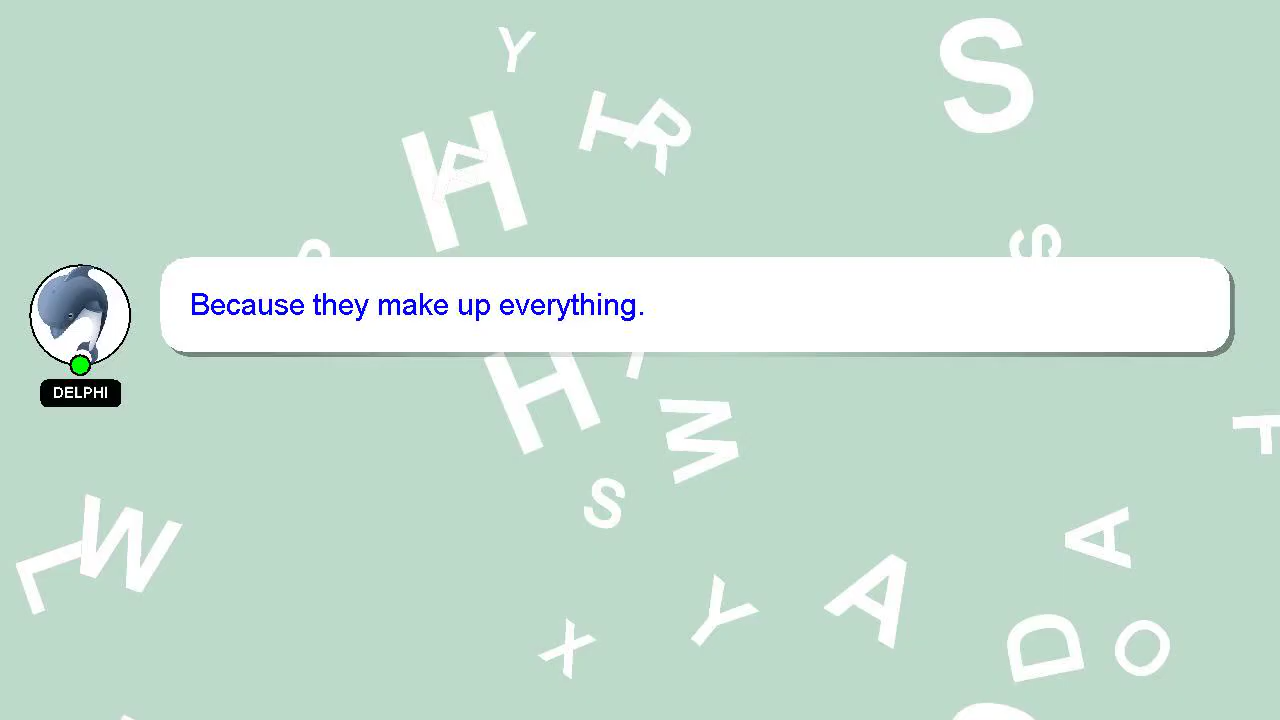 Y
S
T
R
H
A
S
Because they make up everything.
DELPHI
H
W
S
W
L
A
A
Y
X
D
O